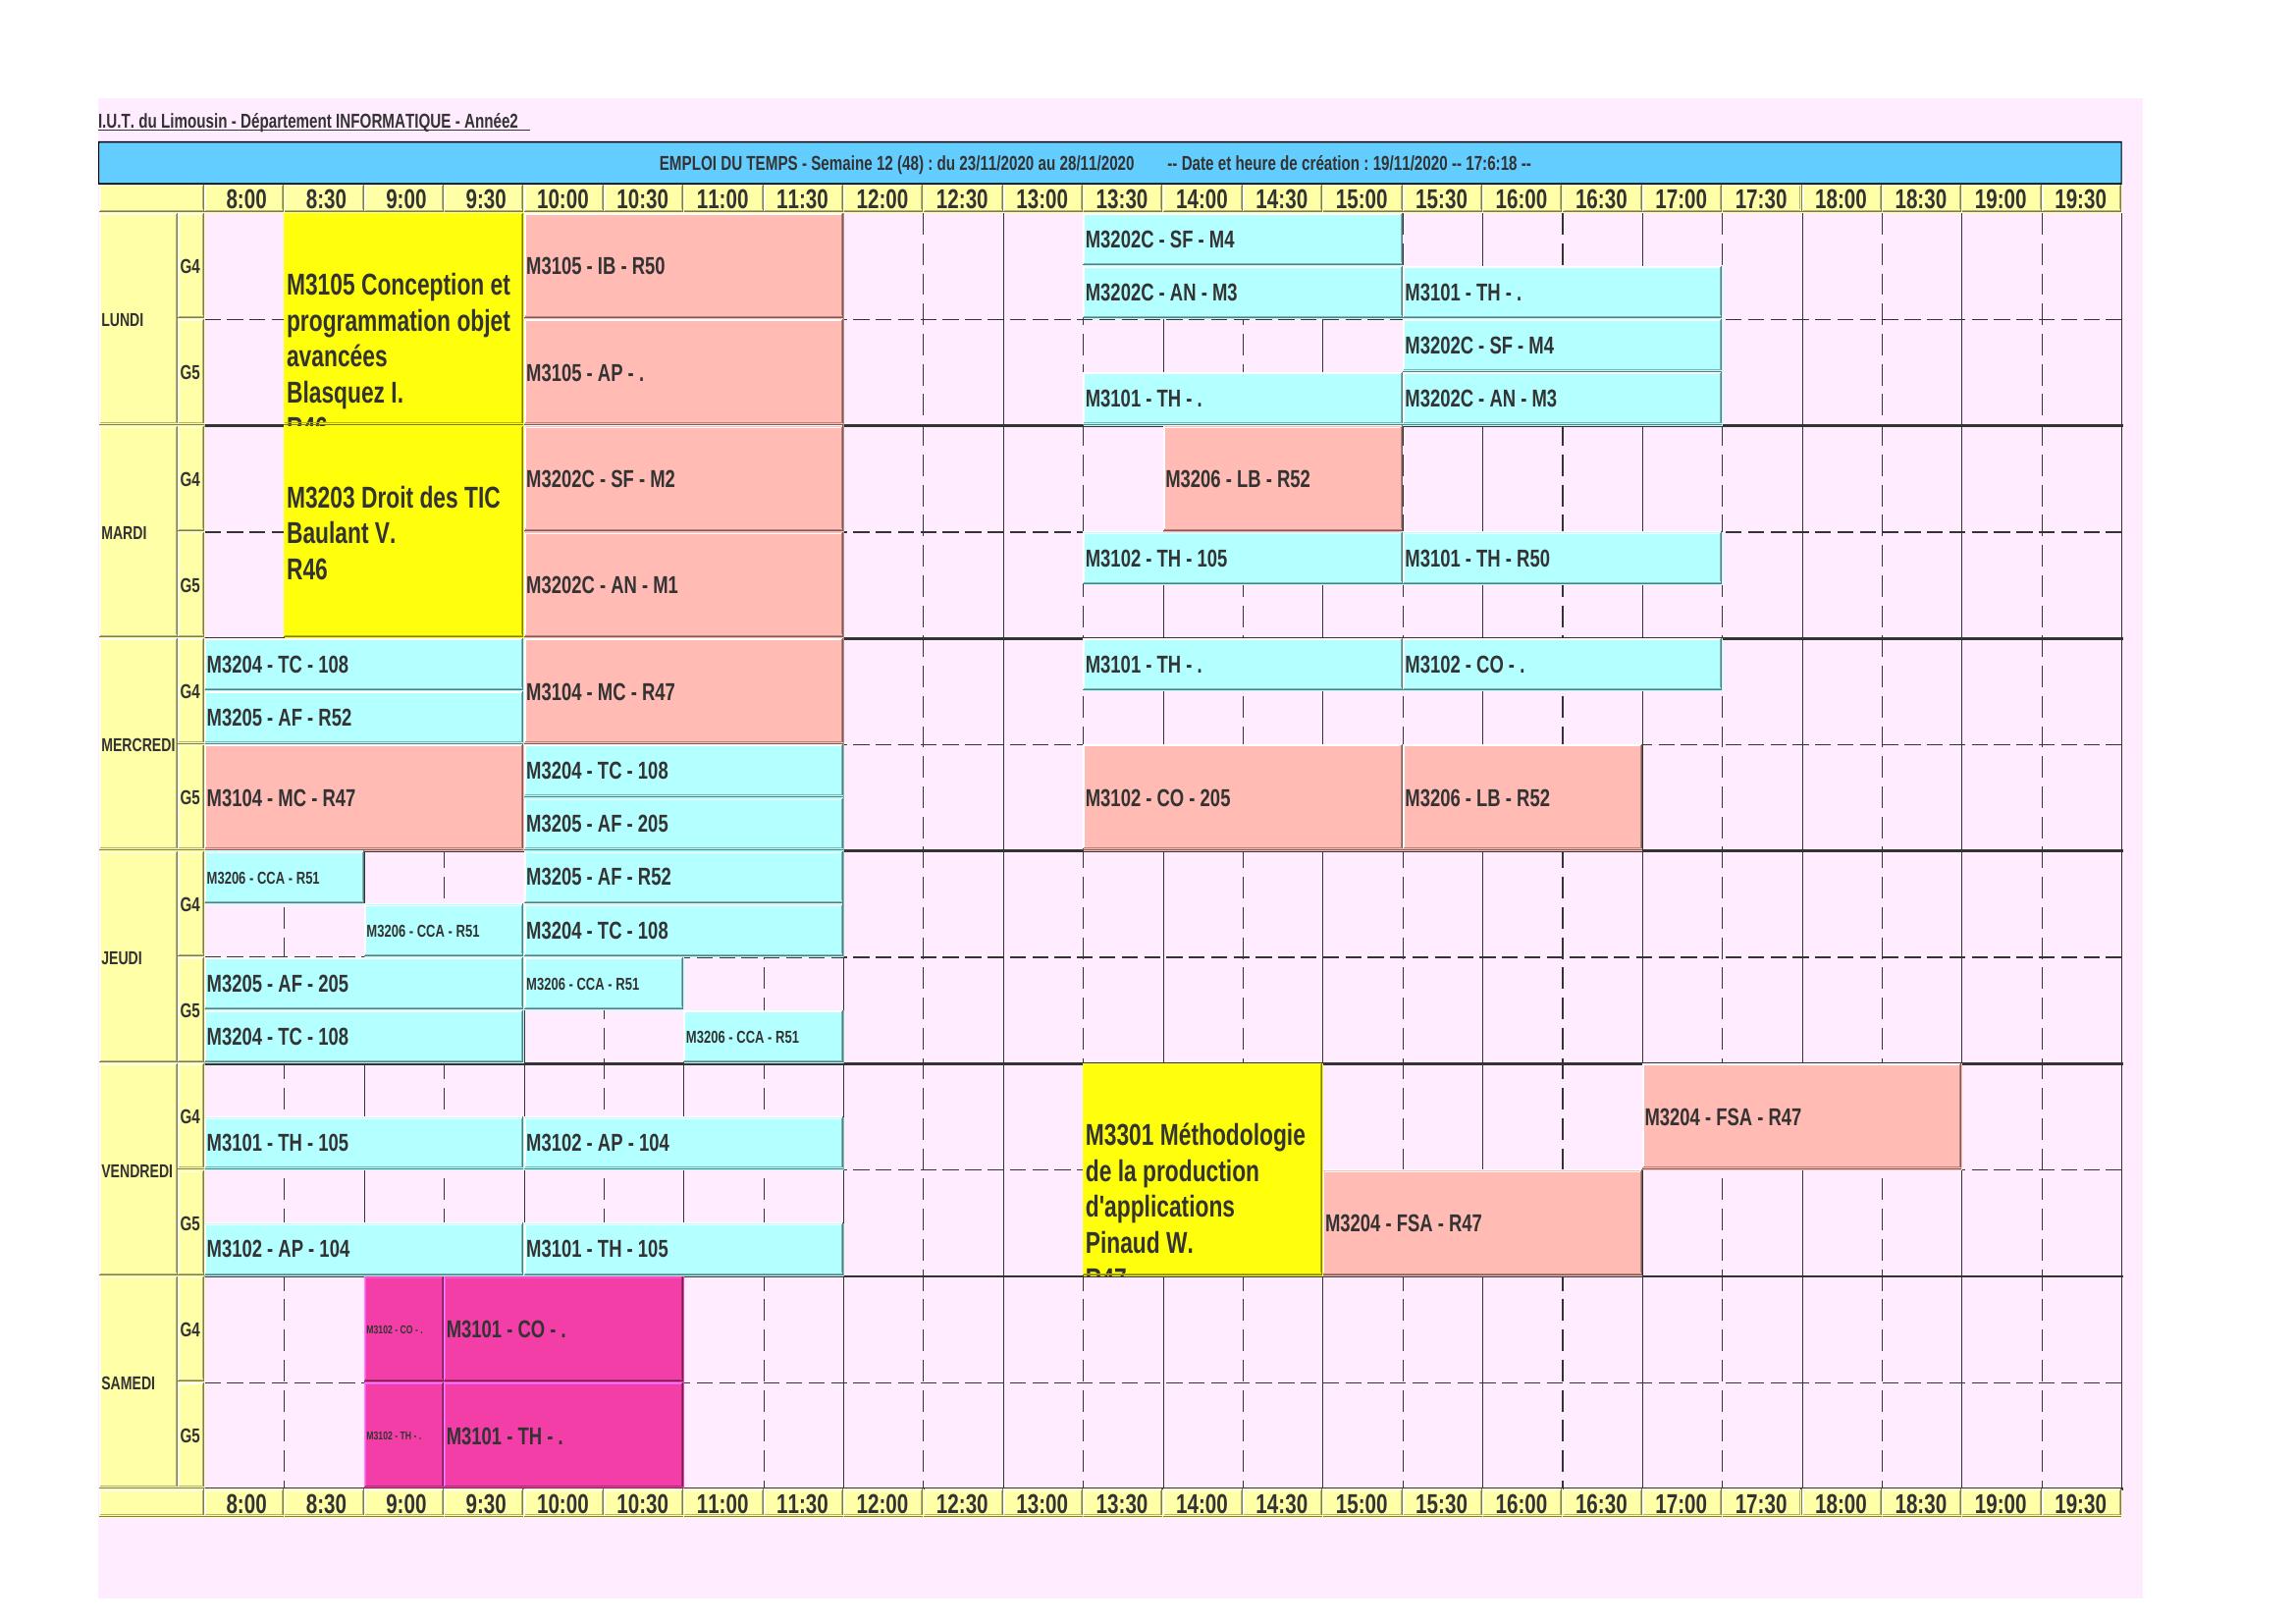 I.U.T. du Limousin - Département INFORMATIQUE - Année2
EMPLOI DU TEMPS - Semaine 12 (48) : du 23/11/2020 au 28/11/2020 -- Date et heure de création : 19/11/2020 -- 17:6:18 --
8:00 8:30 9:00 9:30 10:00 10:30 11:00 11:30 12:00 12:30 13:00 13:30 14:00 14:30 15:00 15:30 16:00 16:30 17:00 17:30 18:00 18:30 19:00 19:30
LUNDI
G4
G5
M3105 Conception et
programmation objet
avancées
Blasquez I.
R46
M3105 - IB - R50
M3105 - AP - .
M3202C - SF - M4
M3202C - AN - M3
M3101 - TH - .
M3202C - SF - M4
M3101 - TH - .
M3202C - AN - M3
MARDI
G4
G5
M3203 Droit des TIC
Baulant V.
R46
M3202C - SF - M2
M3202C - AN - M1
M3206 - LB - R52
M3102 - TH - 105
M3101 - TH - R50
MERCREDI
G4
G5
M3204 - TC - 108
M3205 - AF - R52
M3104 - MC - R47
M3101 - TH - .
M3102 - CO - .
M3104 - MC - R47
M3204 - TC - 108
M3205 - AF - 205
M3102 - CO - 205
M3206 - LB - R52
JEUDI
G4
G5
M3206 - CCA - R51
M3205 - AF - R52
M3206 - CCA - R51
M3204 - TC - 108
M3205 - AF - 205
M3206 - CCA - R51
M3204 - TC - 108
M3206 - CCA - R51
VENDREDI
G4
G5
M3101 - TH - 105
M3102 - AP - 104
M3102 - AP - 104
M3101 - TH - 105
M3301 Méthodologie
de la production
d'applications
Pinaud W.
R47
M3204 - FSA - R47
M3204 - FSA - R47
SAMEDI
G4
G5
M3102 - CO - .
M3101 - CO - .
M3102 - TH - .
M3101 - TH - .
8:00 8:30 9:00 9:30 10:00 10:30 11:00 11:30 12:00 12:30 13:00 13:30 14:00 14:30 15:00 15:30 16:00 16:30 17:00 17:30 18:00 18:30 19:00 19:30